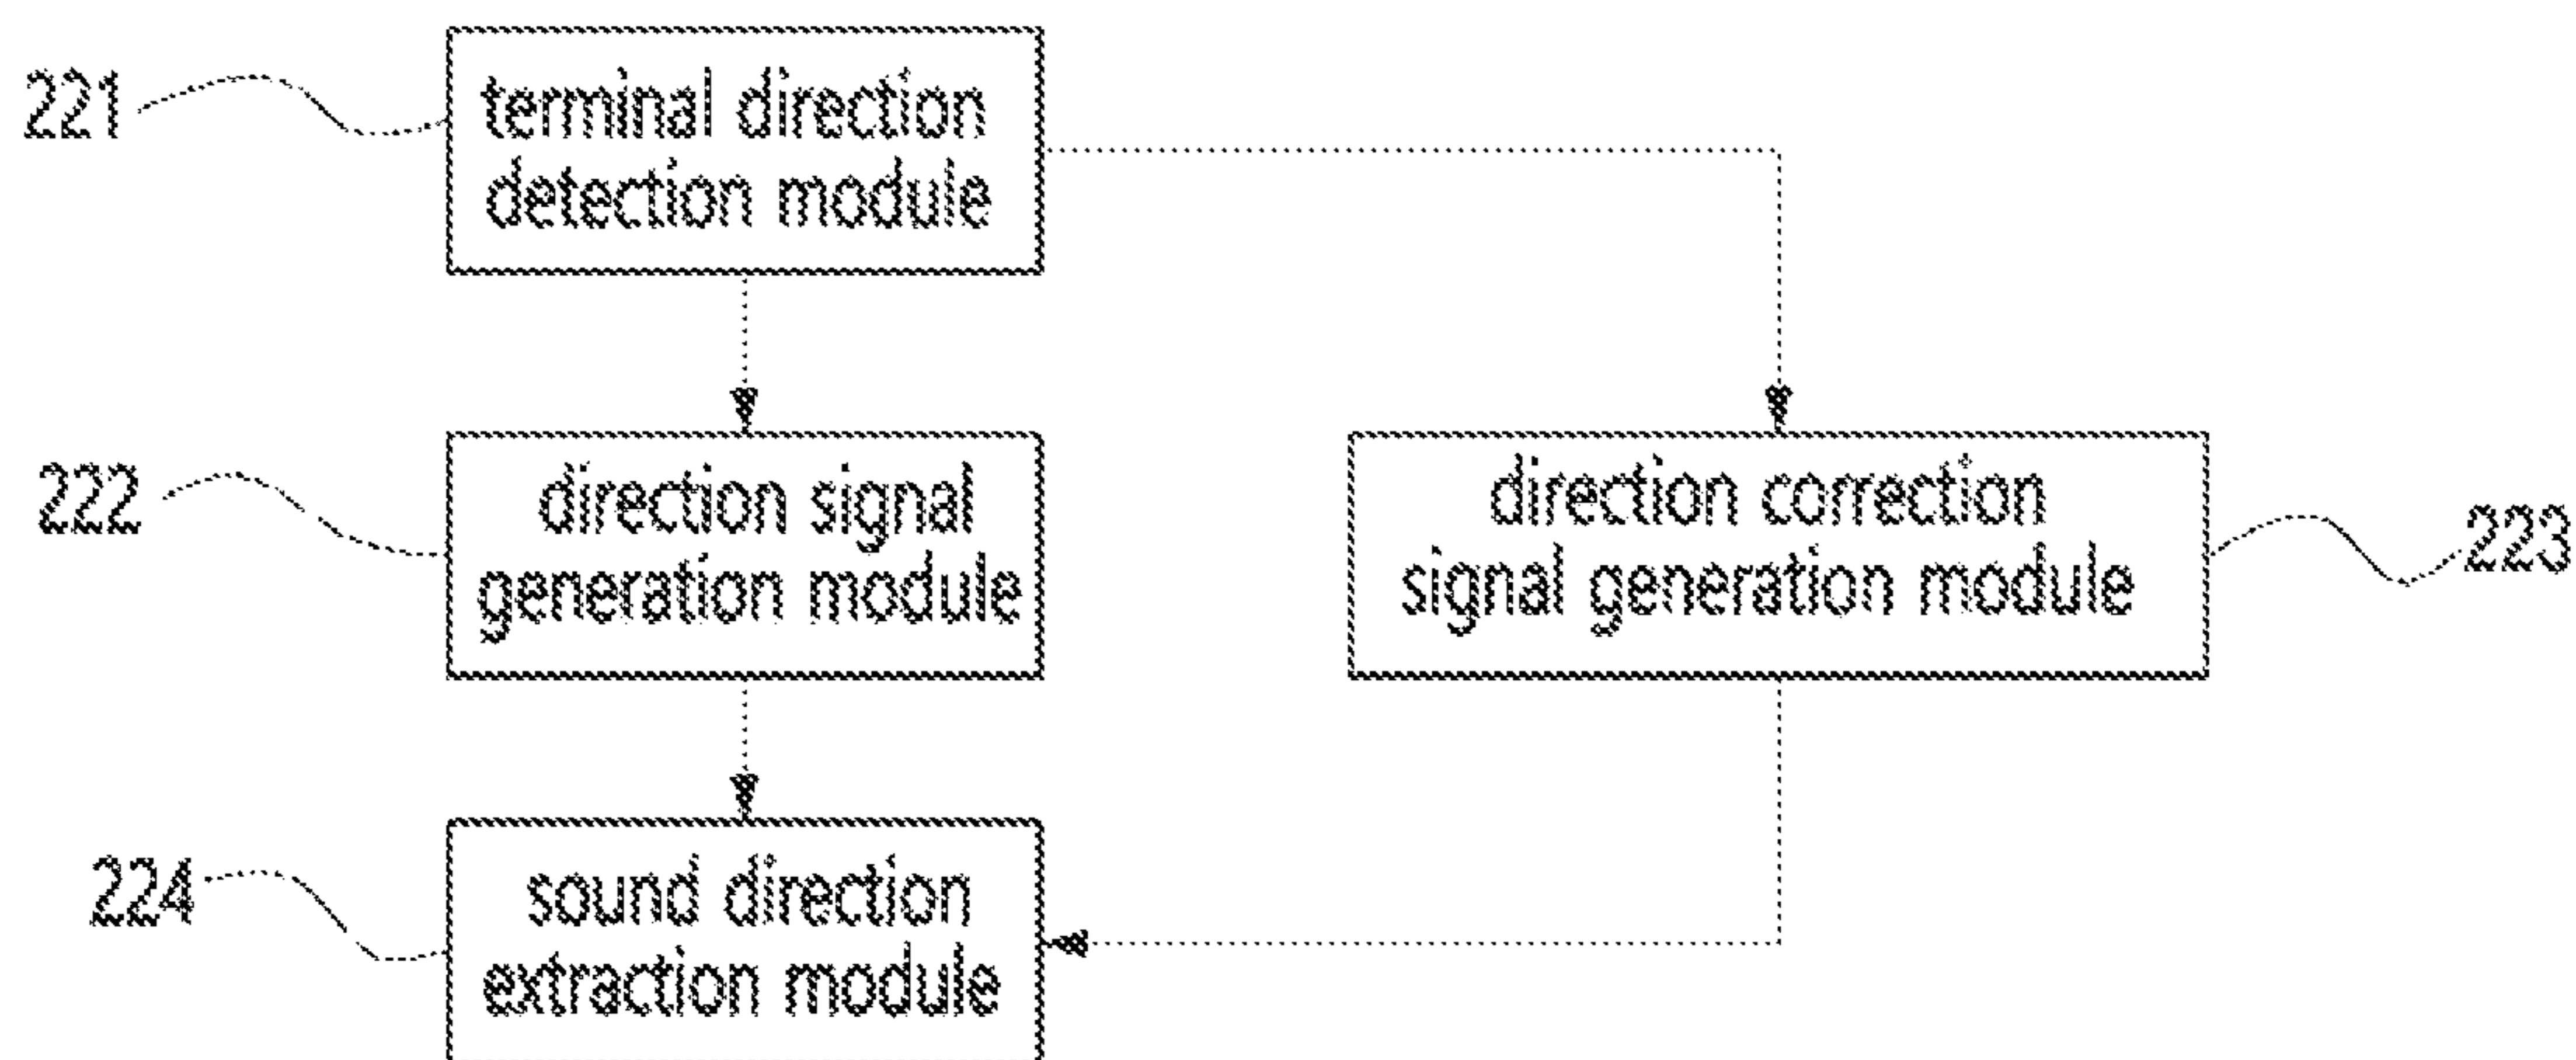 221
terminal direction
detection module
222
direction signal
generation module
direction correction
signal generation module
223
224
sound direction
extraction module